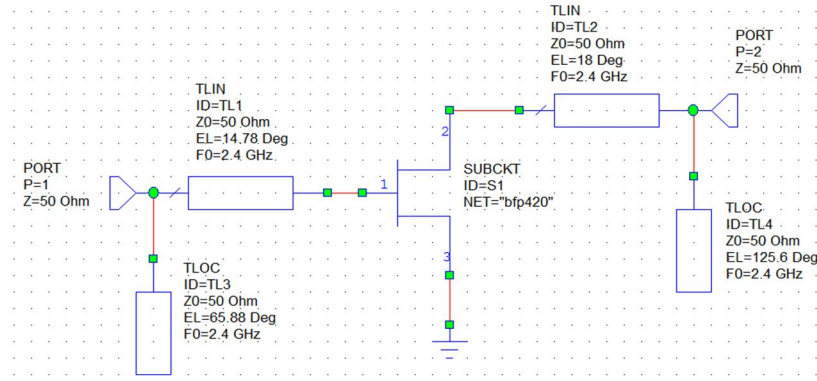 TLIN
ID=TL2
Z0=50 Ohm
EL=18 Deg
F0=2.4 GHz
PORT
P=2
Z=50 Ohm
TLIN
ID=TL1
Z0=50 Ohm
EL=14.78 Deg
F0=2.4 GHz
2
PORT
P=1
Z=50 Ohm
1
SUBCKT
ID=S1
NET="bfp420"
3
TLOC
ID=TL4
Z0=50 Ohm
EL=125.6 Deg
F0=2.4 GHz
TLOC
ID=TL3
Z0=50 Ohm
EL=65.88 Deg
F0=2.4 GHz